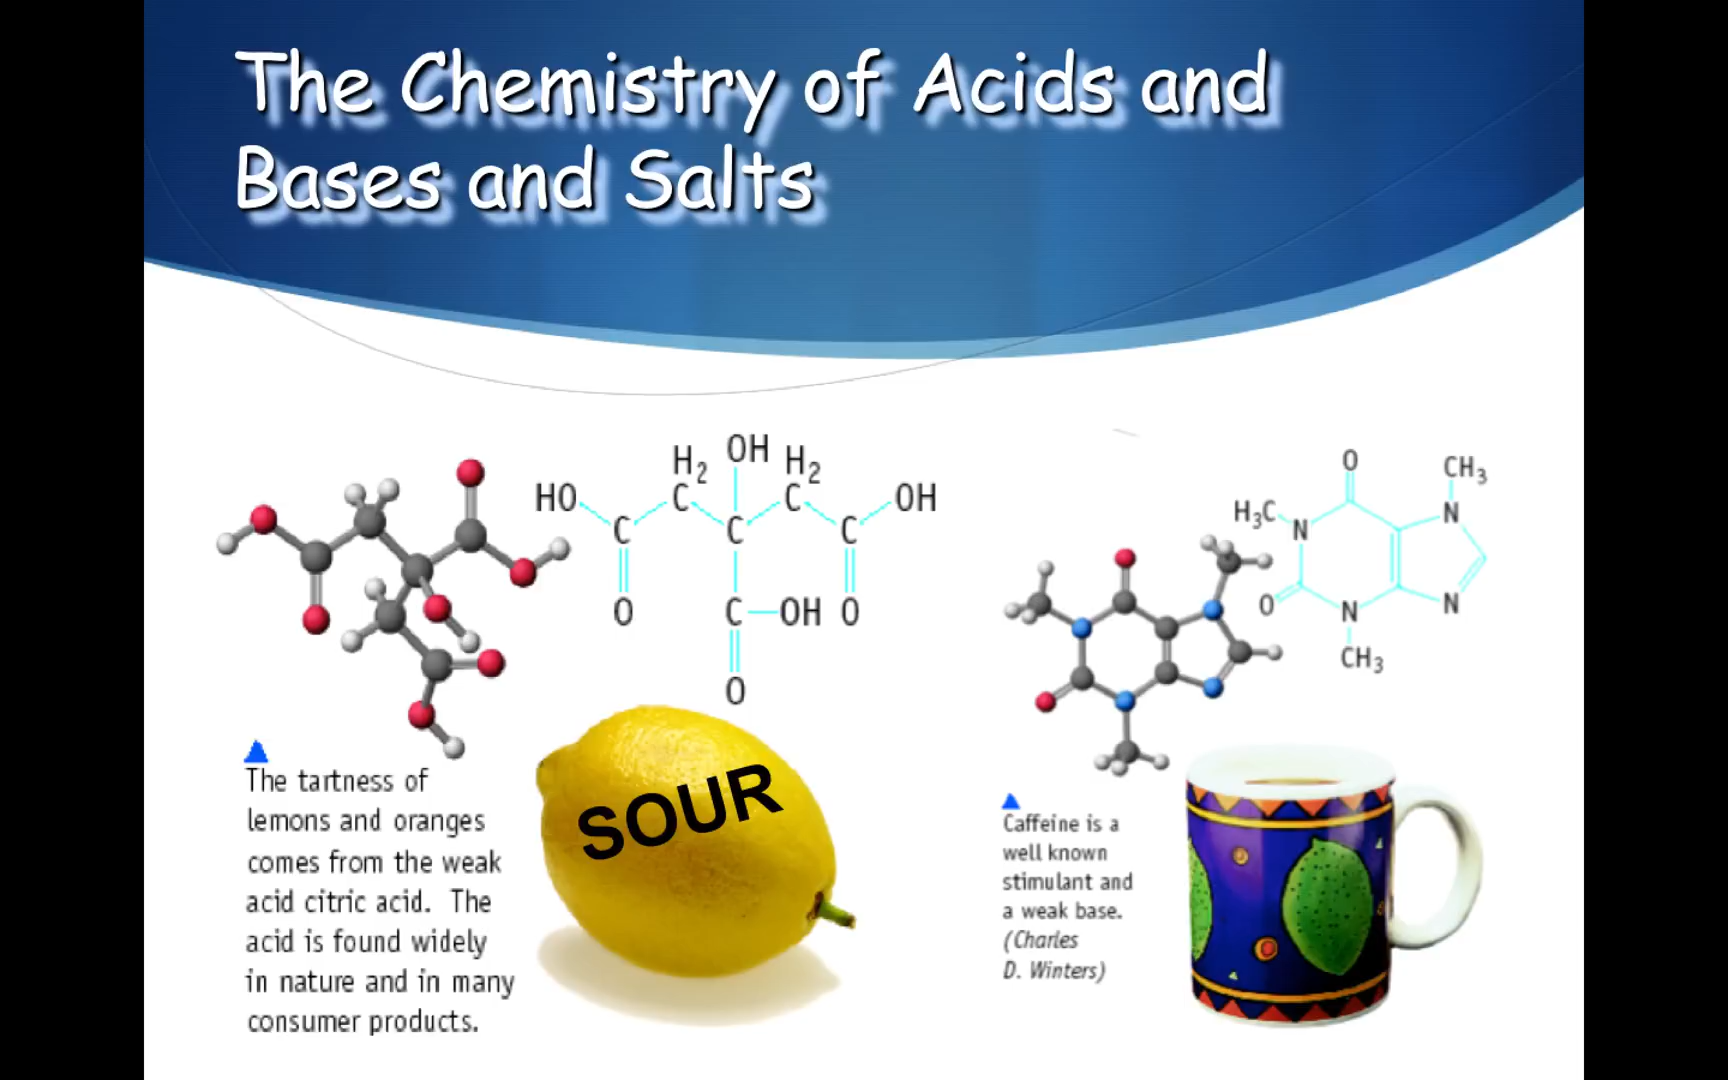 The Chemistry of Acids and
Bases and Salts
H₂ OH H₂
HO C C OH
C C C
O C OH O
O
The tartness of
lemons and oranges
comes from the weak
acid citric acid. The
acid is found widely
in nature and in many
consumer products.
SOUR
O CH₃
H₃C N N
O N N
CH₃
Caffeine is a
well known
stimulant and
a weak base.
(Charles
D. Winters)